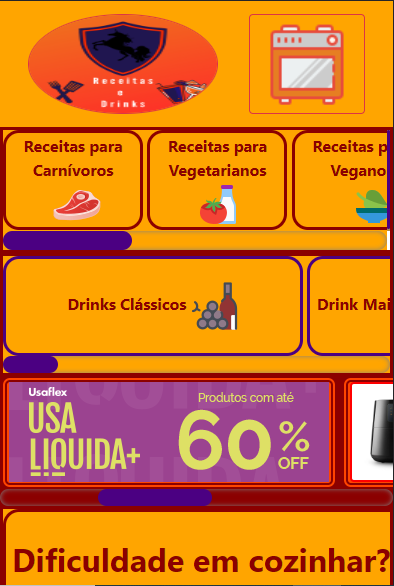 Receitas
e
Drinks
Receitas para
Carnívoros
Receitas para
Vegetarianos
Receitas p
Vegano
Drinks Clássicos
Drink Mai
Usaflex
USA
LIQUIDA+
Produtos com até
60%
OFF
Dificuldade em cozinhar?